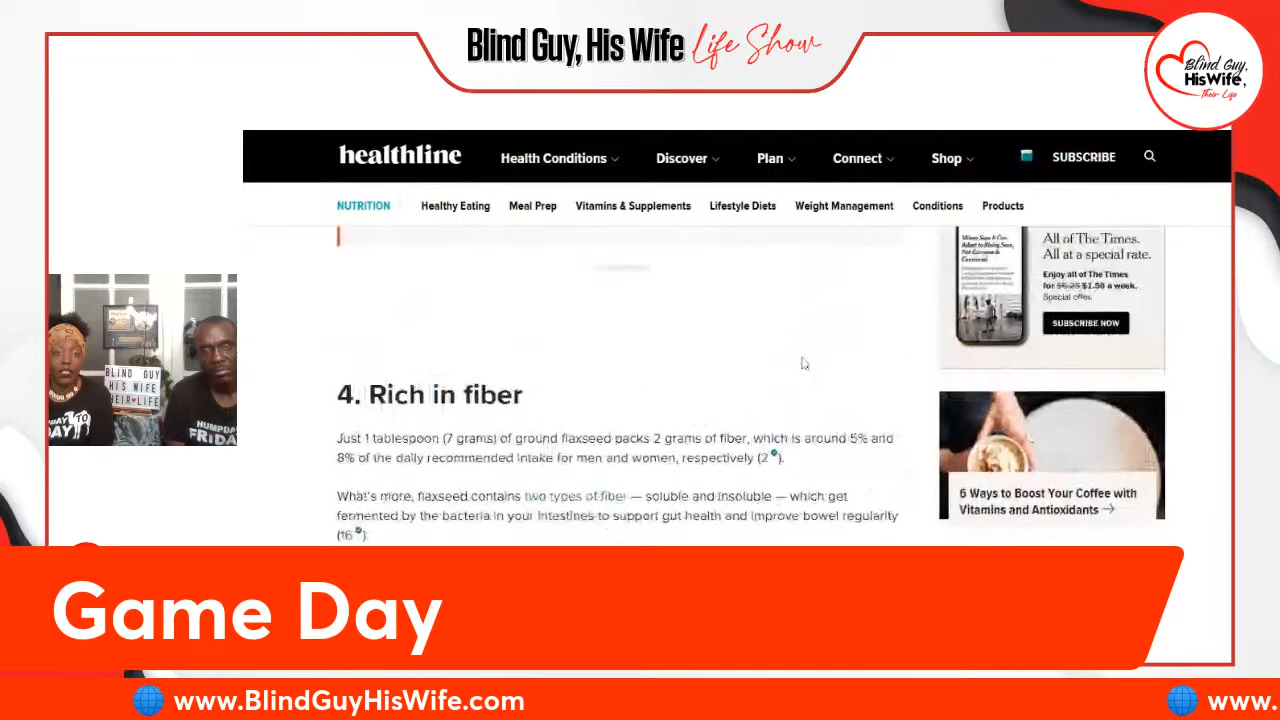 Blind Guy, His Wife Life Show
Blind Guy,
His Wife,
Their Life
healthline
Health Conditions
Discover
Plan
Connect
Shop
SUBSCRIBE
NUTRITION
Healthy Eating
Meal Prep
Vitamins & Supplements
Lifestyle Diets
Weight Management
Conditions
Products
All of The Times.
All at a special rate.
Enjoy all of The Times
for $6.25 $1.50 a week.
Special offer.
SUBSCRIBE NOW
BLIND GUY
HIS WIFE
HEIR♥LIFE
DAY TO
DAY
HUMPDA
FRIDA
4. Rich in fiber
Just 1 tablespoon (7 grams) of ground flaxseed packs 2 grams of fiber, which is around 5% and
8% of the daily recommended intake for men and women, respectively (2).
What's more, flaxseed contains two types of fiber — soluble and insoluble — which get
fermented by the bacteria in your intestines to support gut health and improve bowel regularity
(16).
6 Ways to Boost Your Coffee with
Vitamins and Antioxidants →
Game Day
www.BlindGuyHisWife.com
www.